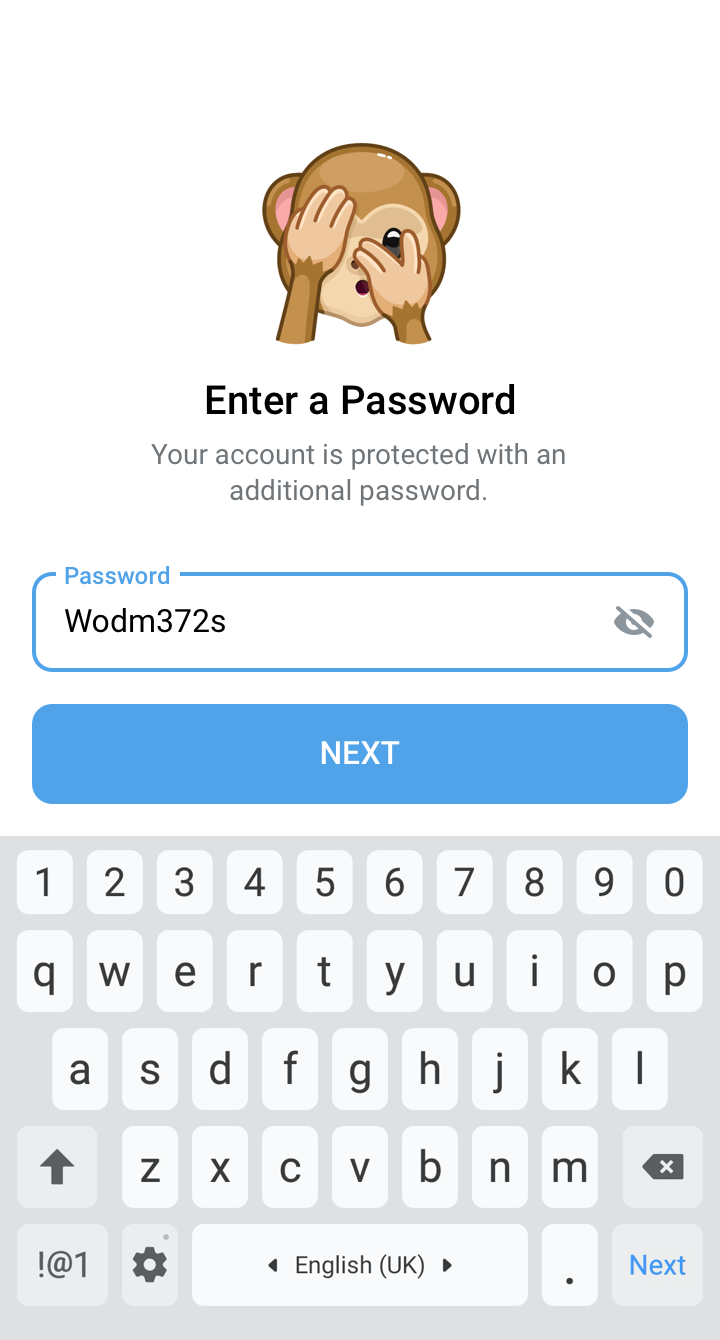 Enter a Password
Your account is protected with an
additional password.
Password
Wodm372s
NEXT
1 2 3 4 5 6 7 8 9 0
q w e r t y u i o p
a s d f g h j k l
z x c v b n m
!@1 English (UK) . Next